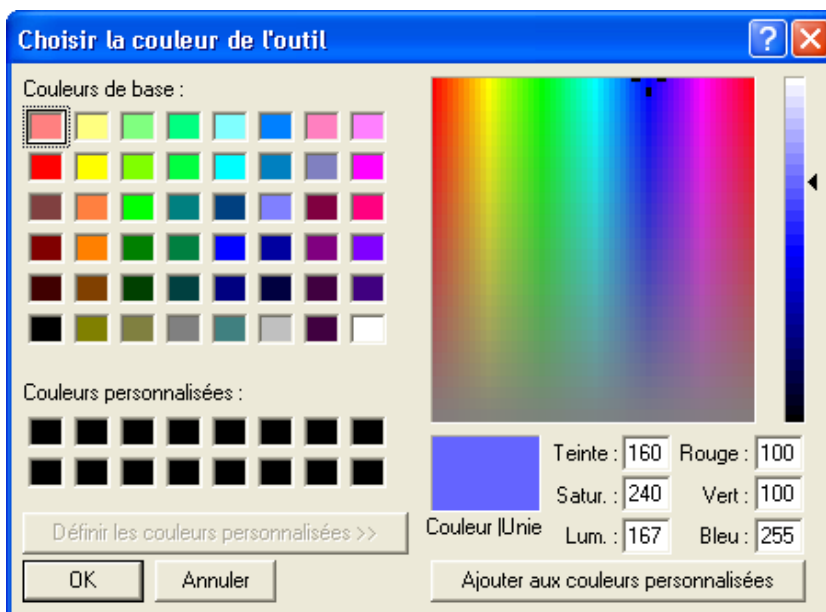 Choisir la couleur de l'outil
Couleurs de base :
Couleurs personnalisées :
Définir les couleurs personnalisées >>
OK Annuler
Couleur |Unie
Teinte : 160 Rouge : 100
Satur. : 240 Vert : 100
Lum. : 167 Bleu : 255
Ajouter aux couleurs personnalisées